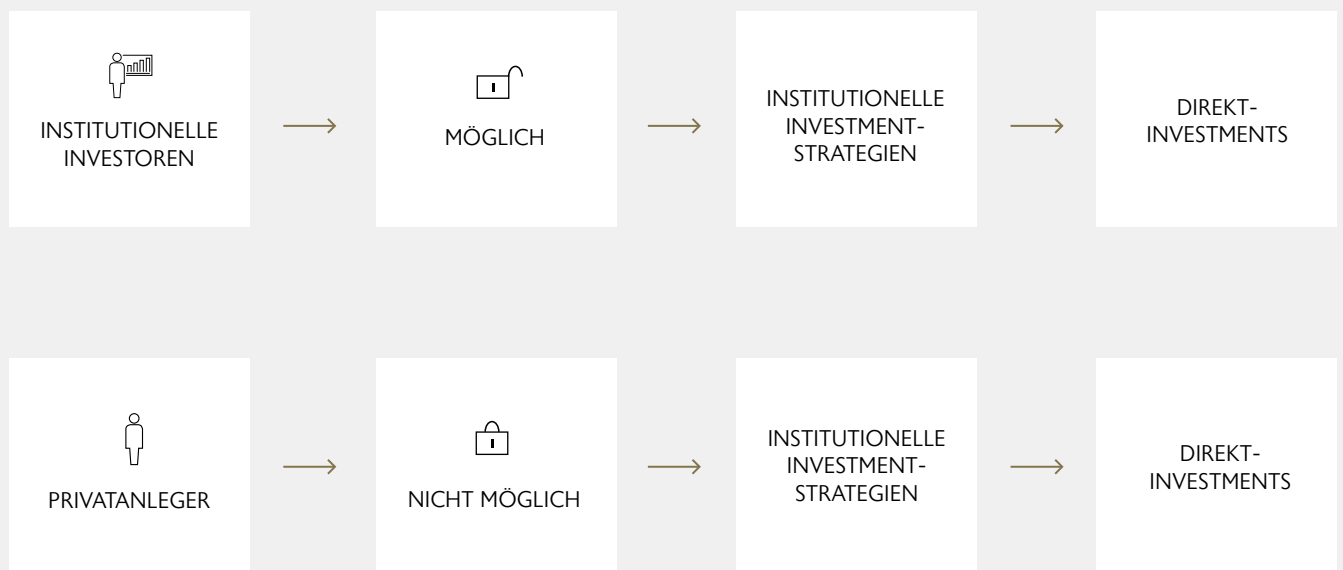 INSTITUTIONELLE
INVESTOREN
MÖGLICH
INSTITUTIONELLE
INVESTMENT-
STRATEGIEN
DIREKT-
INVESTMENTS
PRIVATANLEGER
NICHT MÖGLICH
INSTITUTIONELLE
INVESTMENT-
STRATEGIEN
DIREKT-
INVESTMENTS